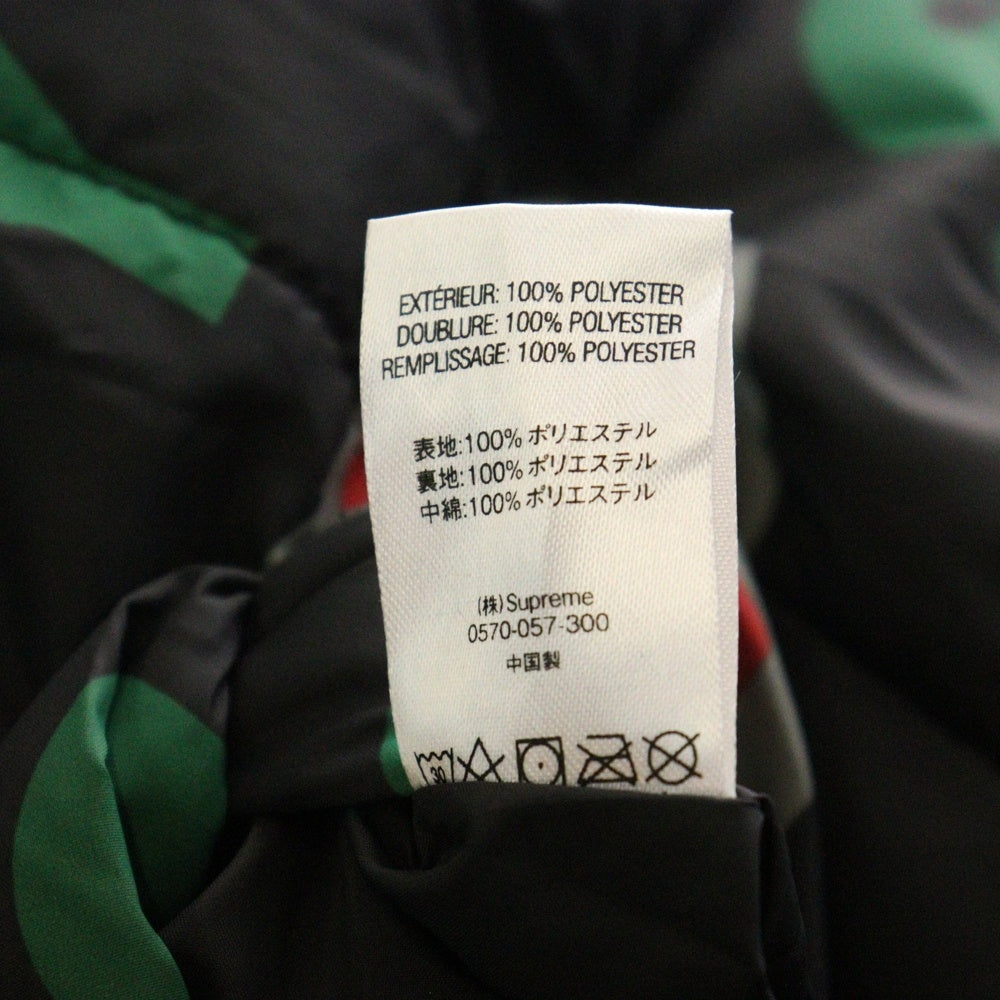 EXTÉRIEUR: 100% POLYESTER
DOUBLURE: 100% POLYESTER
REMPLISSAGE: 100% POLYESTER
表地:100% ポリエステル
裏地:100% ポリエステル
中綿:100% ポリエステル
(株)Supreme
0570-057-300
中国製
30